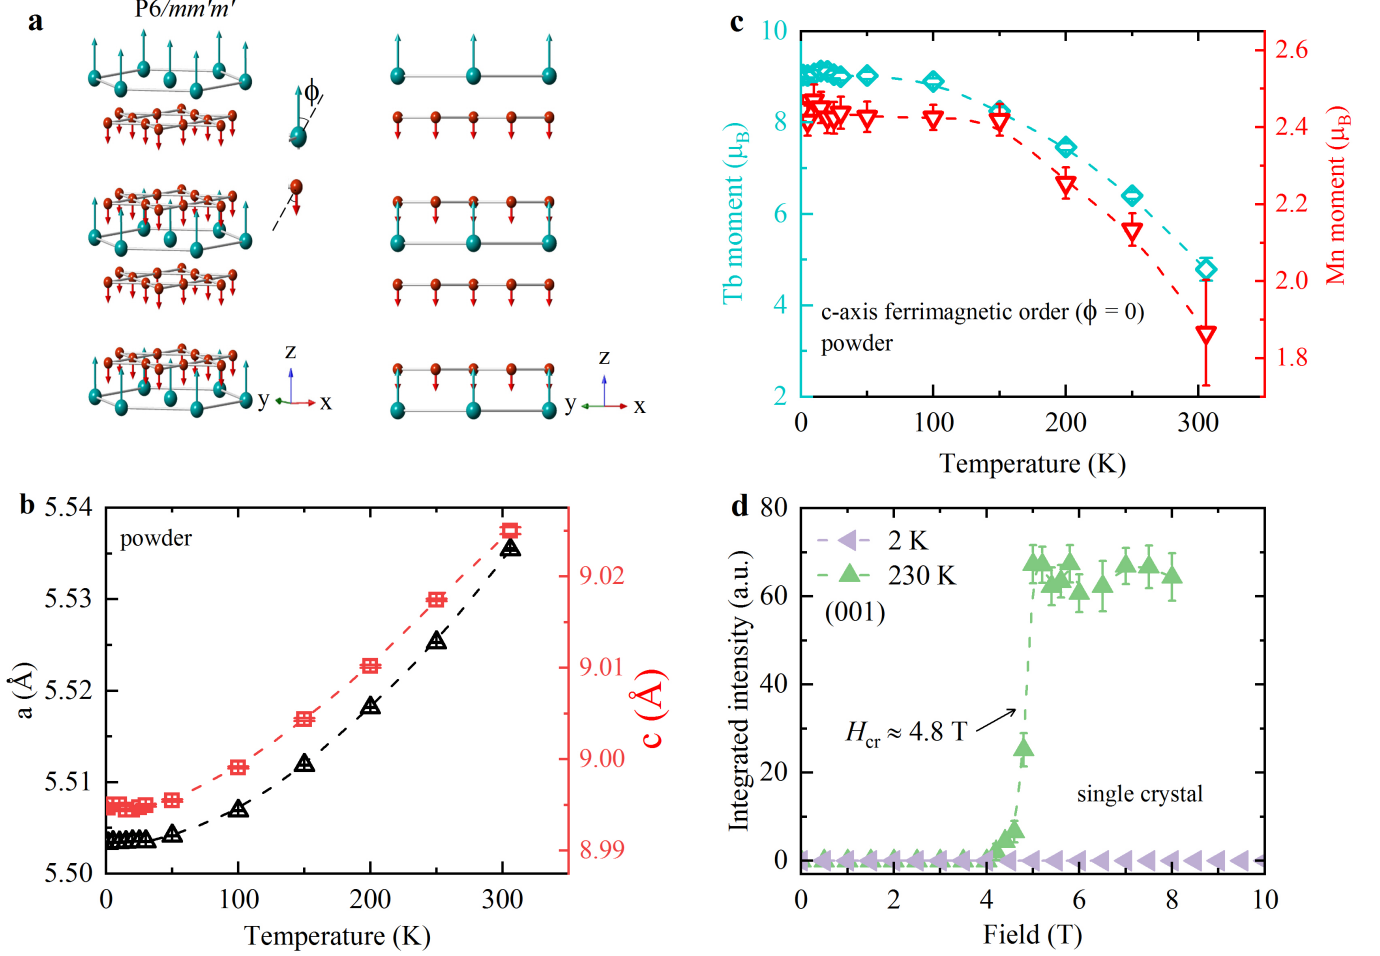 a
P6/mm'm'
ϕ
z
y
x
z
y
x
b
powder
5.54
5.53
5.52
5.51
5.50
a (Å)
9.02
9.01
9.00
8.99
c (Å)
0
100
200
300
Temperature (K)
c
10
8
6
4
2
Tb moment (μB)
2.6
2.4
2.2
2.0
1.8
Mn moment (μB)
c-axis ferrimagnetic order (ϕ = 0)
powder
0
100
200
300
Temperature (K)
d
80
60
40
20
0
Integrated intensity (a.u.)
2 K
230 K
(001)
Hcr ≈ 4.8 T
single crystal
0
2
4
6
8
10
Field (T)